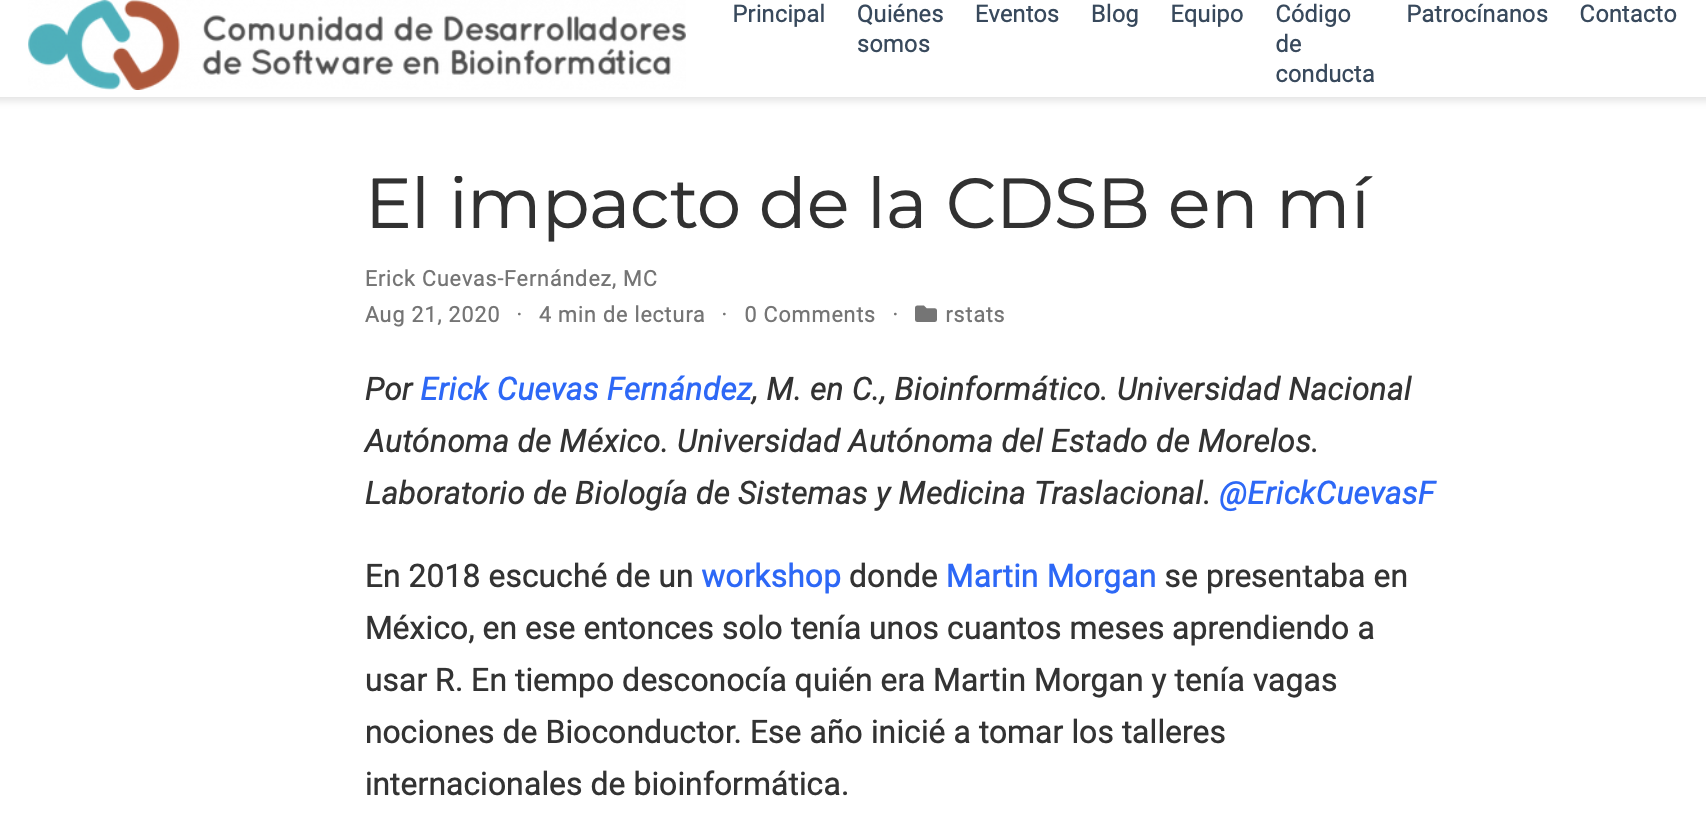 Comunidad de Desarrolladores
de Software en Bioinformática
Principal
Quiénes
somos
Eventos
Blog
Equipo
Código
de
conducta
Patrocínanos
Contacto
El impacto de la CDSB en mí
Erick Cuevas-Fernández, MC
Aug 21, 2020 · 4 min de lectura · 0 Comments · rstats
Por Erick Cuevas Fernández, M. en C., Bioinformático. Universidad Nacional
Autónoma de México. Universidad Autónoma del Estado de Morelos.
Laboratorio de Biología de Sistemas y Medicina Traslacional. @ErickCuevasF
En 2018 escuché de un workshop donde Martin Morgan se presentaba en
México, en ese entonces solo tenía unos cuantos meses aprendiendo a
usar R. En tiempo desconocía quién era Martin Morgan y tenía vagas
nociones de Bioconductor. Ese año inicié a tomar los talleres
internacionales de bioinformática.